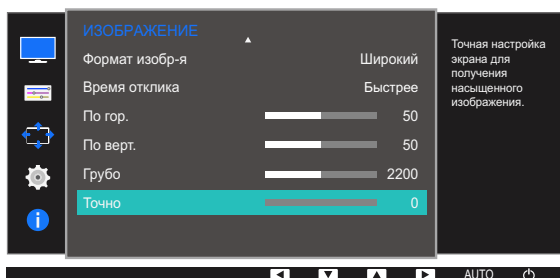 ИЗОБРАЖЕНИЕ
Формат изобр-я Широкий
Время отклика Быстрее
По гор. 50
По верт. 50
Грубо 2200
Точно 0
Точная настройка
экрана для
получения
насыщенного
изображения.
AUTO